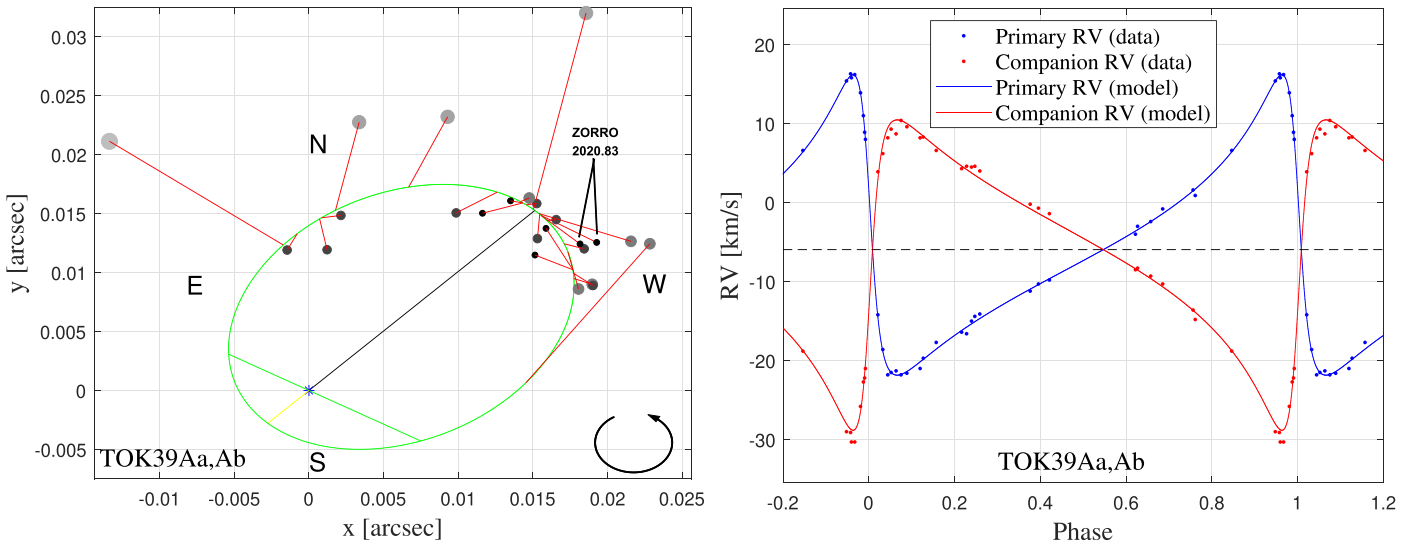 0.03
0.025
0.02
0.015
0.01
0.005
0
-0.005
y [arcsec]
N
E
S
W
ZORRO
2020.83
TOK39Aa,Ab
-0.01
-0.005
0
0.005
0.01
0.015
0.02
0.025
x [arcsec]
20
10
0
-10
-20
-30
RV [km/s]
Primary RV (data)
Companion RV (data)
Primary RV (model)
Companion RV (model)
TOK39Aa,Ab
-0.2
0
0.2
0.4
0.6
0.8
1
1.2
Phase